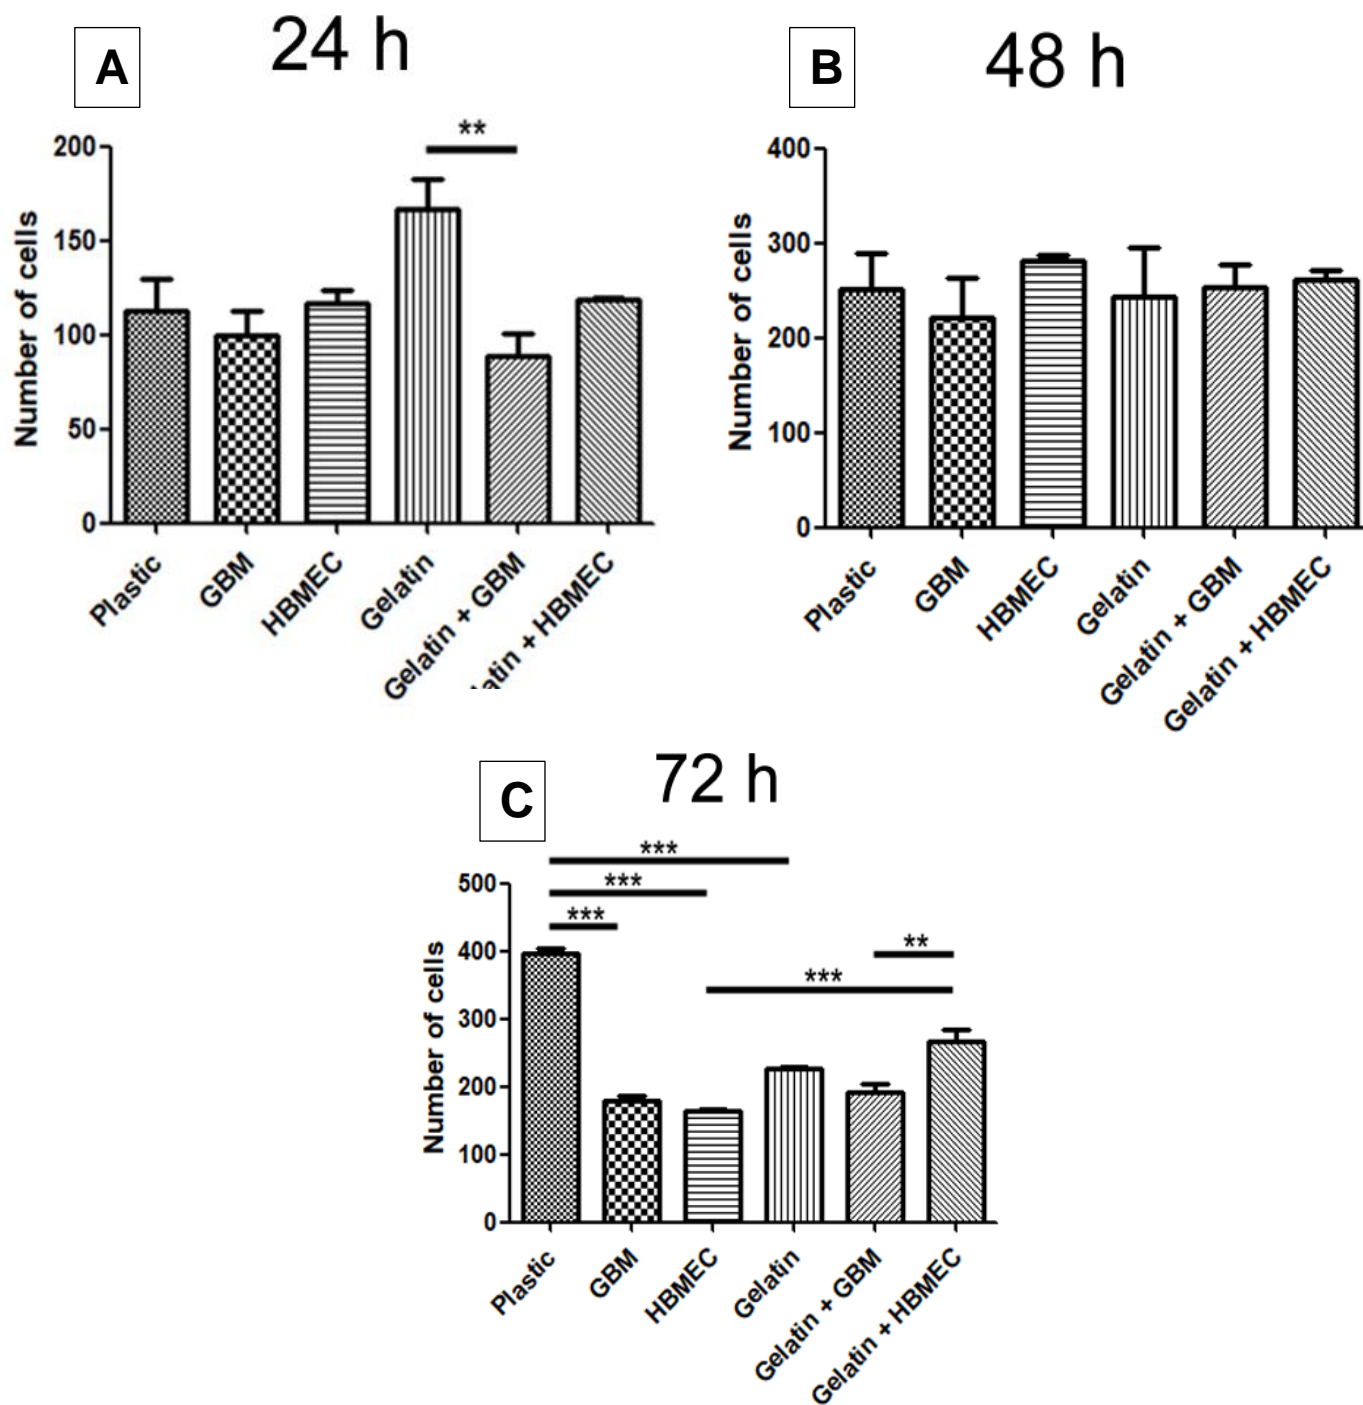 A
24 h
**
200
150
100
50
0
Number of cells
Plastic
GBM
HBMEC
Gelatin
Gelatin + GBM
latin + HBMEC
B
48 h
400
300
200
100
0
Number of cells
Plastic
GBM
HBMEC
Gelatin
Gelatin + GBM
Gelatin + HBMEC
C
72 h
***
***
***
**
***
500
400
300
200
100
0
Number of cells
Plastic
GBM
HBMEC
Gelatin
Gelatin + GBM
Gelatin + HBMEC